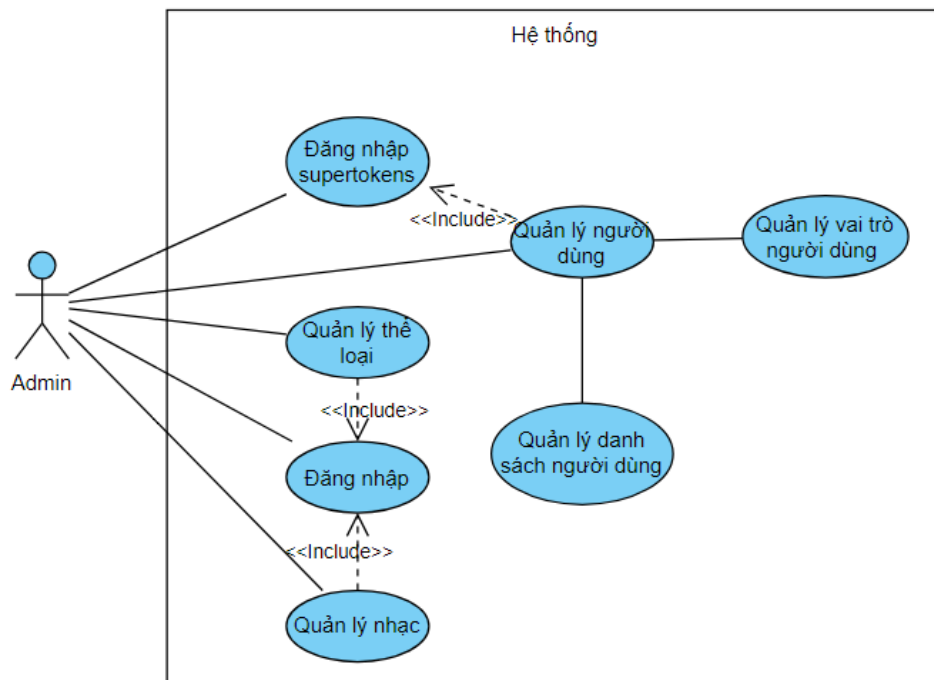 Hệ thống
Đăng nhập
supertokens
<<Include>>
Quản lý người
dùng
Quản lý vai trò
người dùng
Quản lý thể
loại
Admin
<<Include>>
Quản lý danh
sách người dùng
Đăng nhập
<<Include>>
Quản lý nhạc